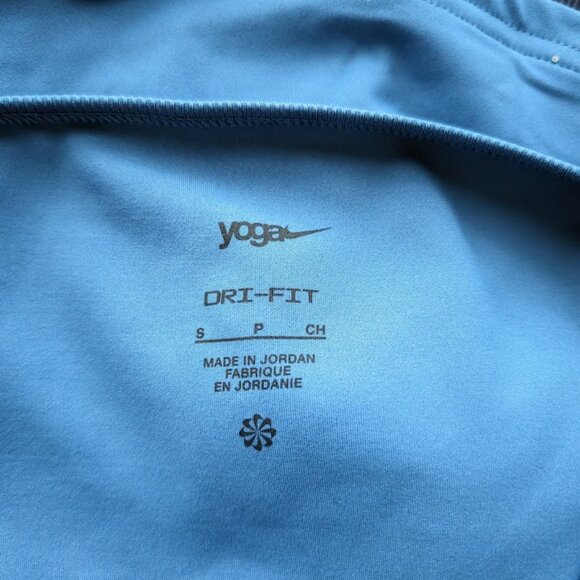 yoga
DRI-FIT
S P CH
MADE IN JORDAN
FABRIQUE
EN JORDANIE